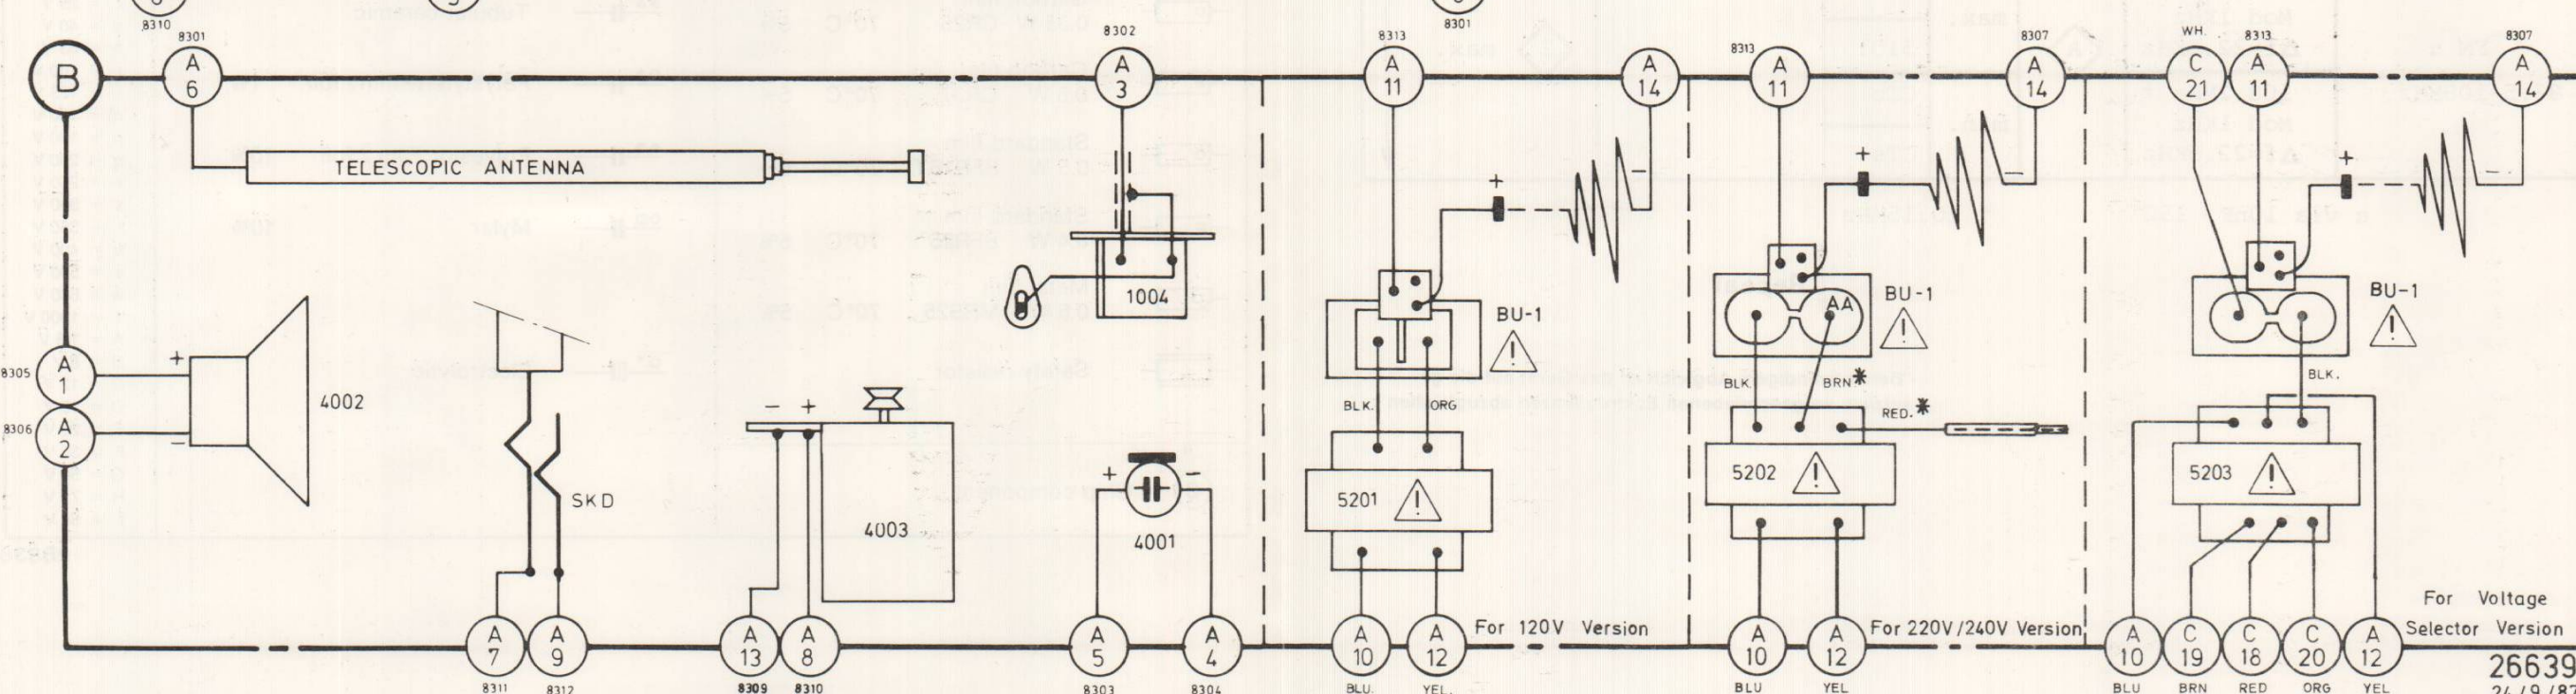 8310
8301
8301
8302
8313
8313
8307
WH.
8313
8307
B
A 6
A 3
A 11
A 14
A 11
A 14
C 21
A 11
A 14
TELESCOPIC ANTENNA
+
−
+
−
+
−
1004
BU-1
!
AA
BU-1
!
BU-1
!
8305
A 1
8306
A 2
+
−
4002
SKD
− +
4003
+
−
4001
BLK.
ORG
BLK.
BRN*
RED.*
BLK.
5201
!
5202
!
5203
!
For 120V Version
For 220V/240V Version
For Voltage
Selector Version
A 7
A 9
A 13
A 8
A 5
A 4
A 10
A 12
A 10
A 12
A 10
C 19
C 18
C 20
A 12
26639
8311
8312
8309
8310
8303
8304
BLU.
YEL.
BLU
YEL
BLU
BRN
RED
ORG
YEL